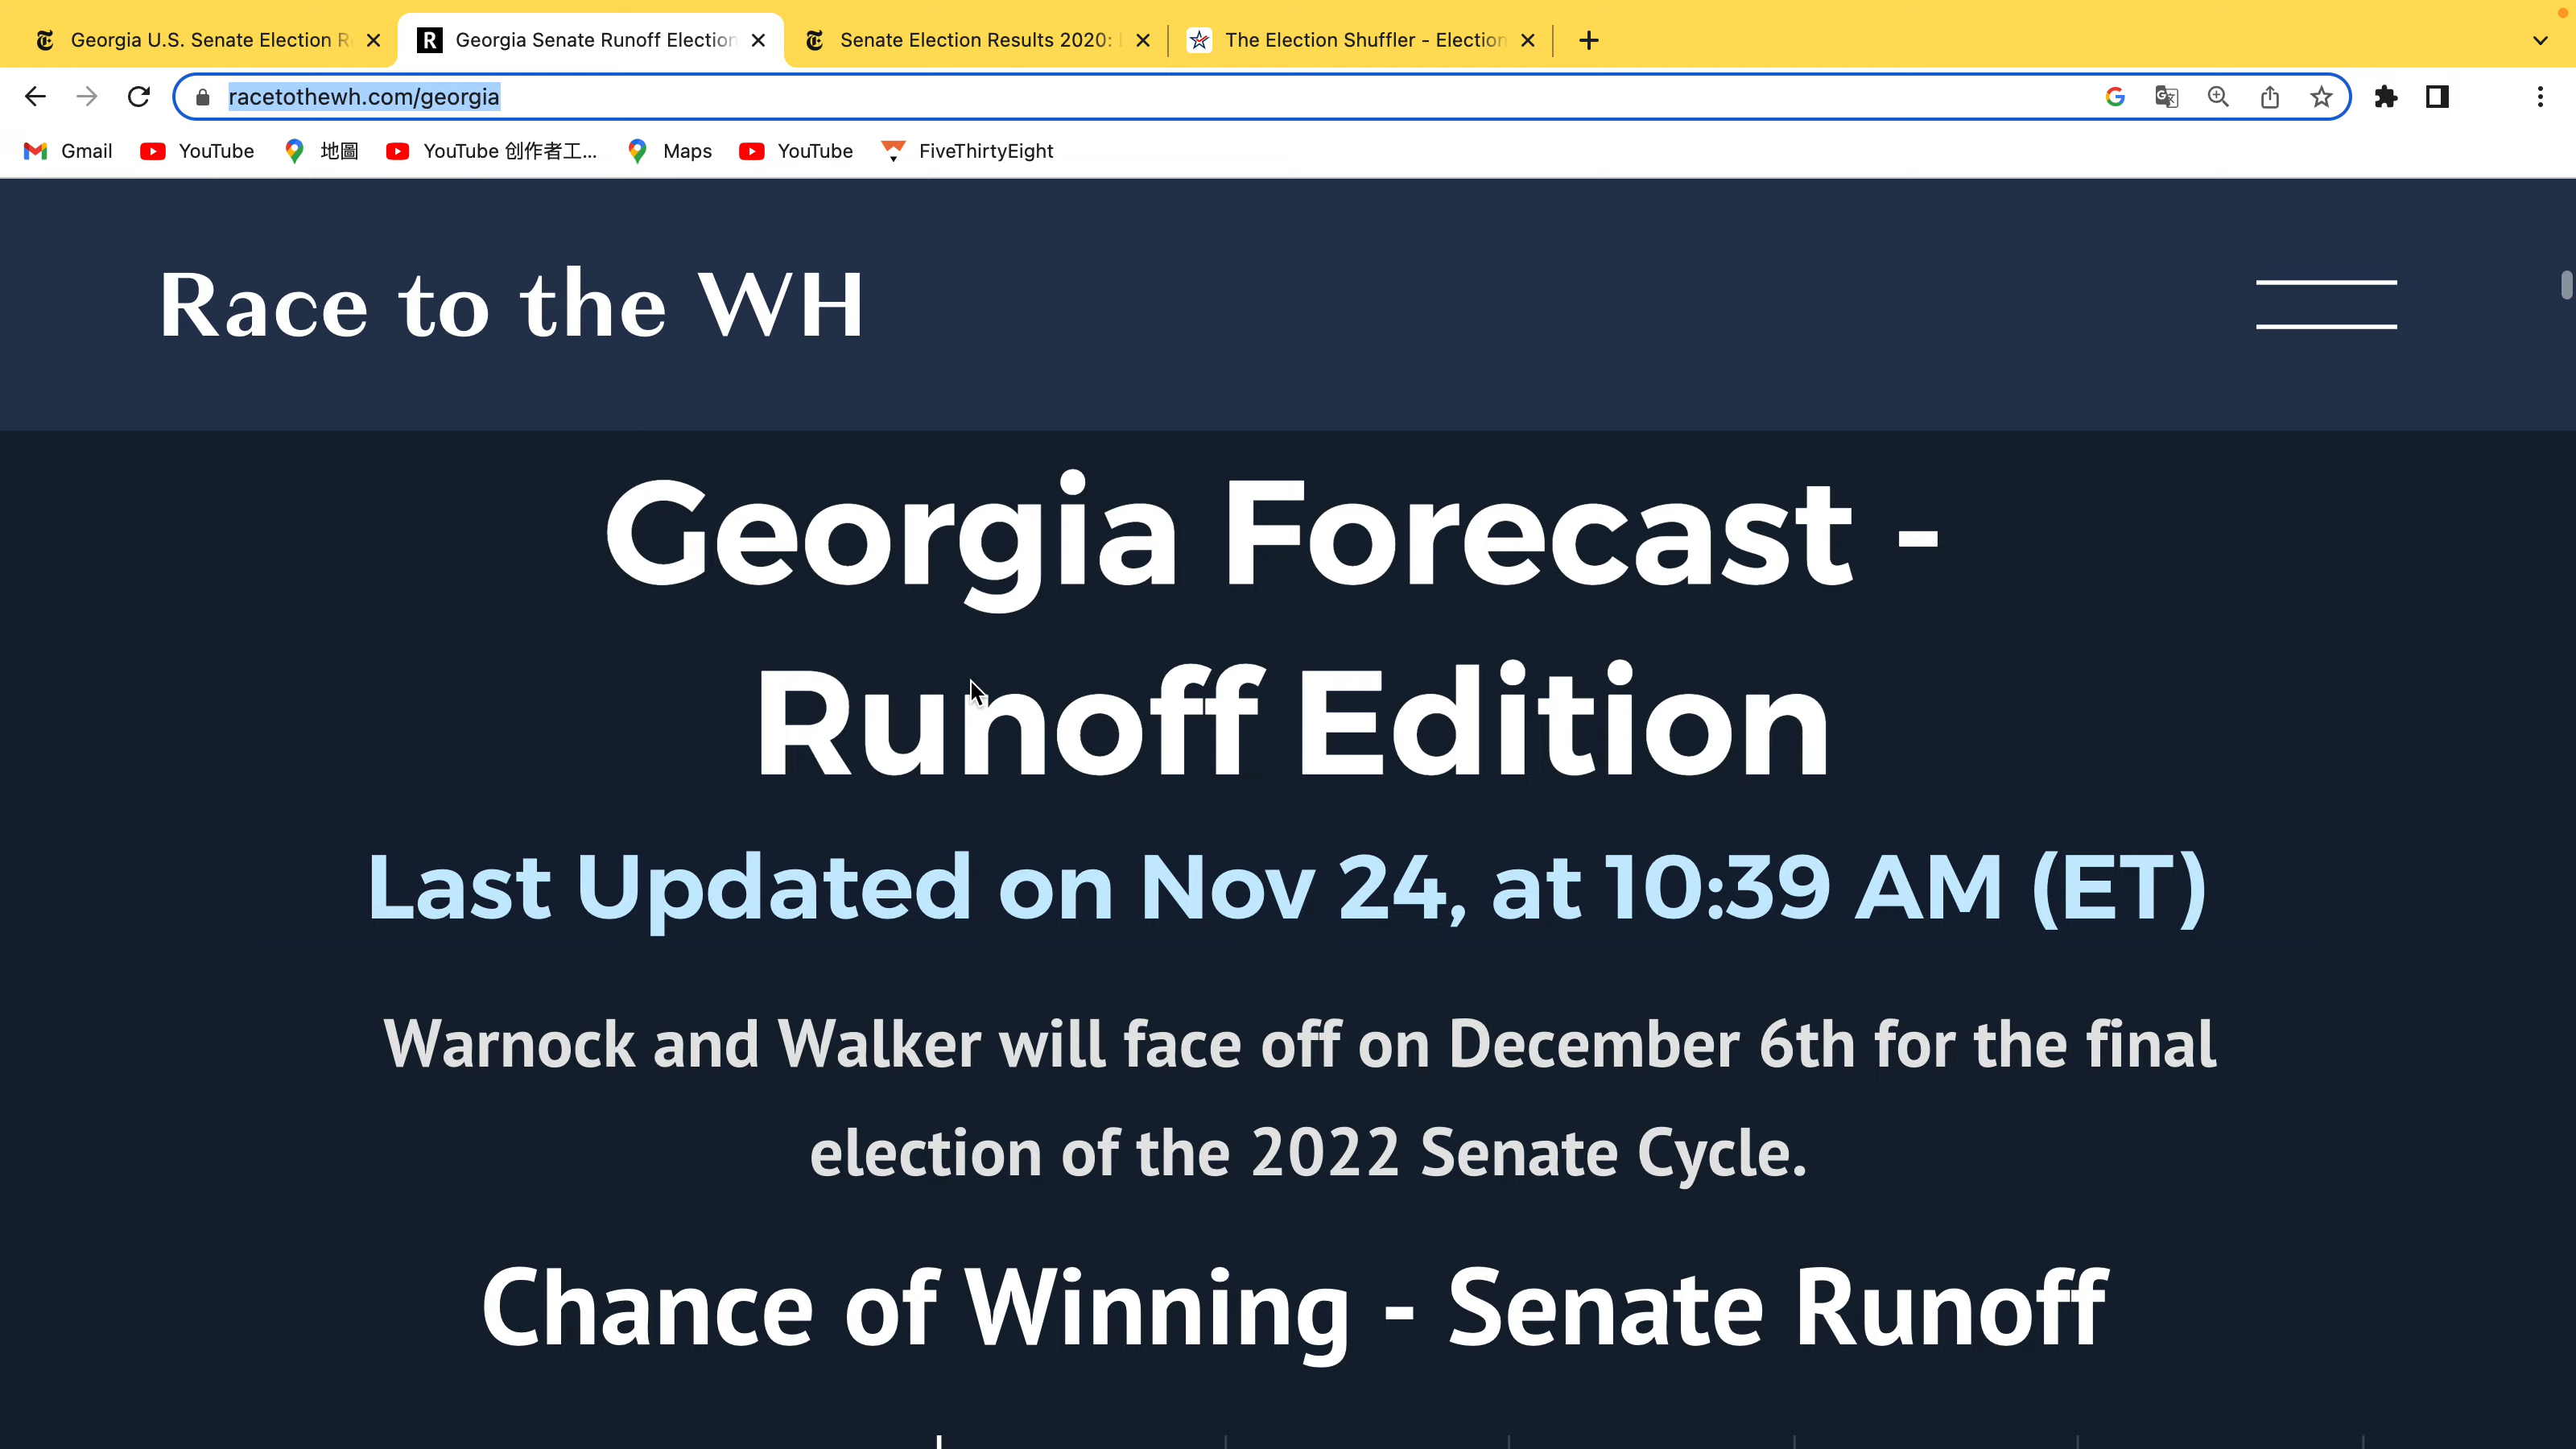 Georgia U.S. Senate Election R
Georgia Senate Runoff Election
Senate Election Results 2020:
The Election Shuffler - Election
racetothewh.com/georgia
Gmail
YouTube
地圖
YouTube 创作者工...
Maps
YouTube
FiveThirtyEight
Race to the WH
Georgia Forecast -
Runoff Edition
Last Updated on Nov 24, at 10:39 AM (ET)
Warnock and Walker will face off on December 6th for the final
election of the 2022 Senate Cycle.
Chance of Winning - Senate Runoff